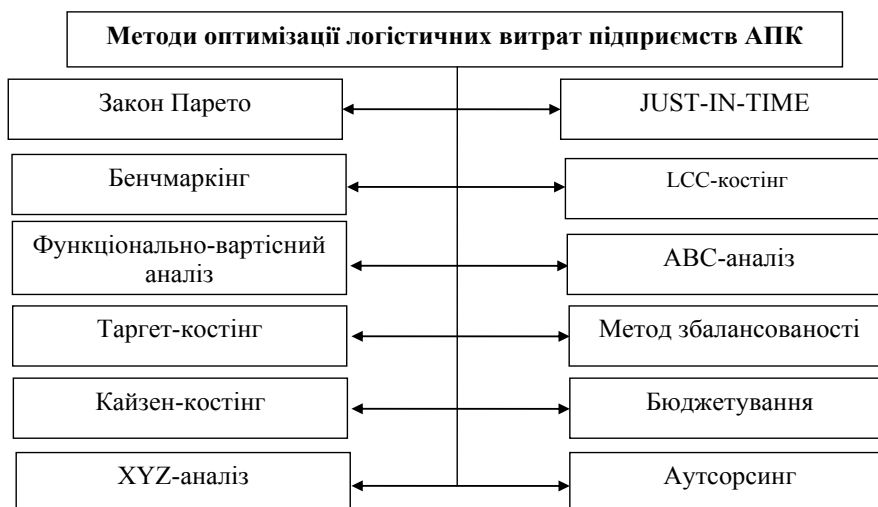 Методи оптимізації логістичних витрат підприємств АПК
Закон Парето
JUST-IN-TIME
Бенчмаркінг
LCC-костінг
Функціонально-вартісний
аналіз
АВС-аналіз
Таргет-костінг
Метод збалансованості
Кайзен-костінг
Бюджетування
XYZ-аналіз
Аутсорсинг